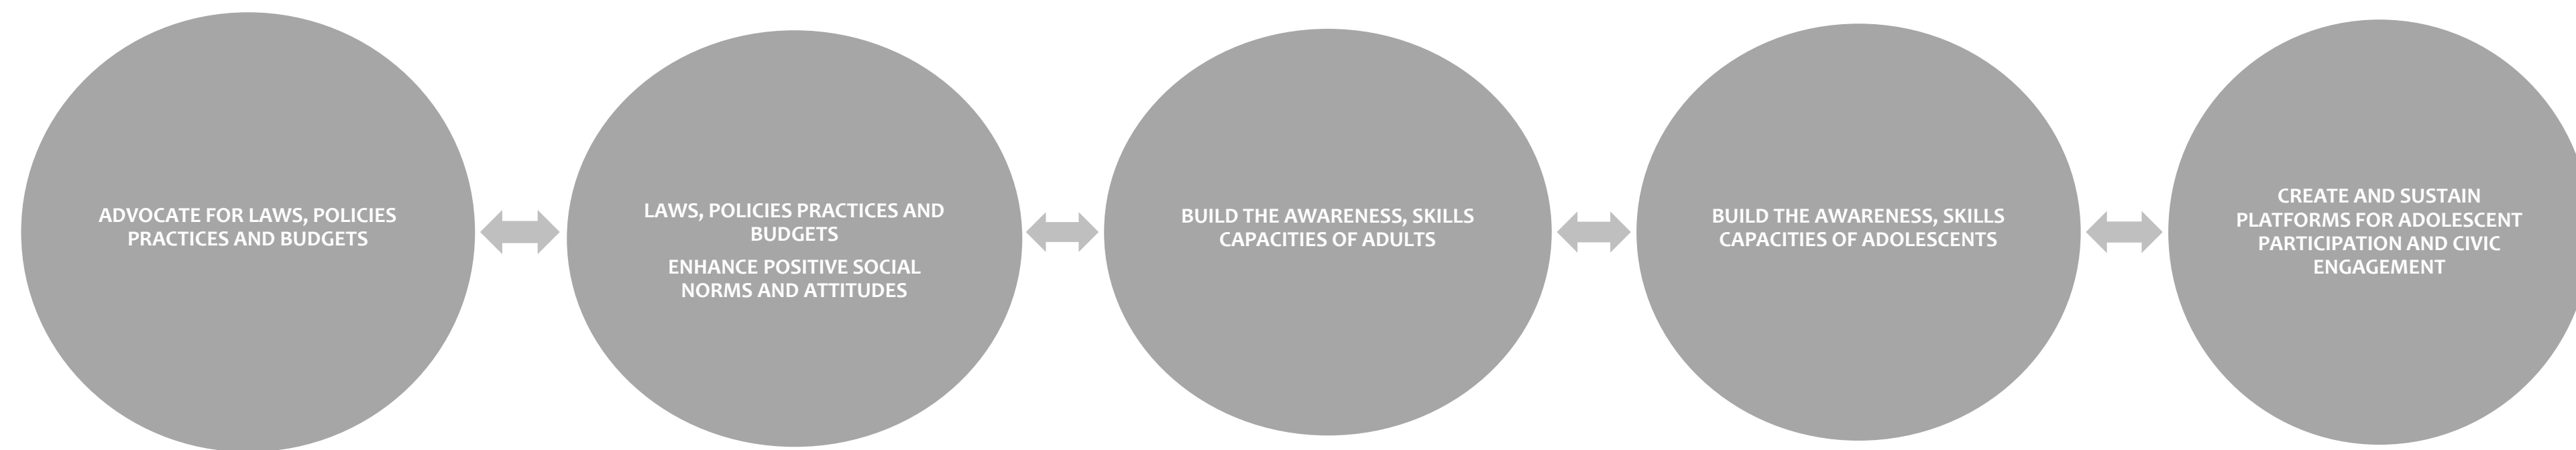 ADVOCATE FOR LAWS, POLICIES
PRACTICES AND BUDGETS
LAWS, POLICIES PRACTICES AND
BUDGETS
ENHANCE POSITIVE SOCIAL
NORMS AND ATTITUDES
BUILD THE AWARENESS, SKILLS
CAPACITIES OF ADULTS
BUILD THE AWARENESS, SKILLS
CAPACITIES OF ADOLESCENTS
CREATE AND SUSTAIN
PLATFORMS FOR ADOLESCENT
PARTICIPATION AND CIVIC
ENGAGEMENT